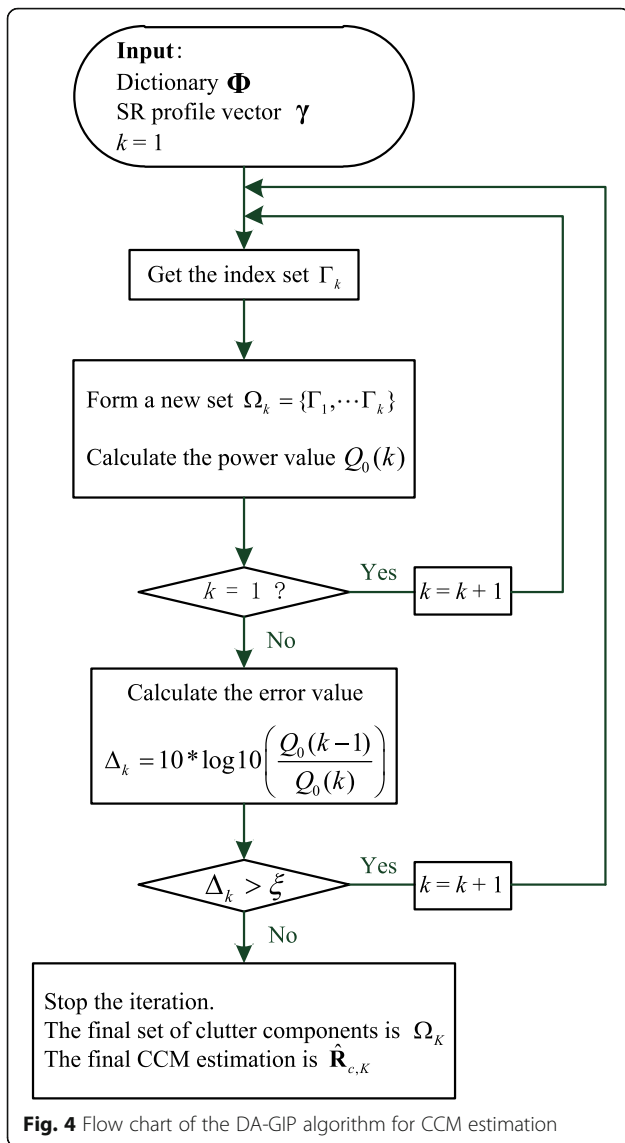 Input:
Dictionary Φ
SR profile vector γ
k = 1
Get the index set Γ_k
Form a new set Ω_k = {Γ_1,⋯Γ_k}
Calculate the power value Q_0(k)
k = 1 ?
Yes
k = k + 1
No
Calculate the error value
Δ_k = 10*log10(Q_0(k−1)/Q_0(k))
Δ_k > ξ
Yes
k = k + 1
No
Stop the iteration.
The final set of clutter components is Ω_K
The final CCM estimation is R̂_{c,K}
Fig. 4 Flow chart of the DA-GIP algorithm for CCM estimation